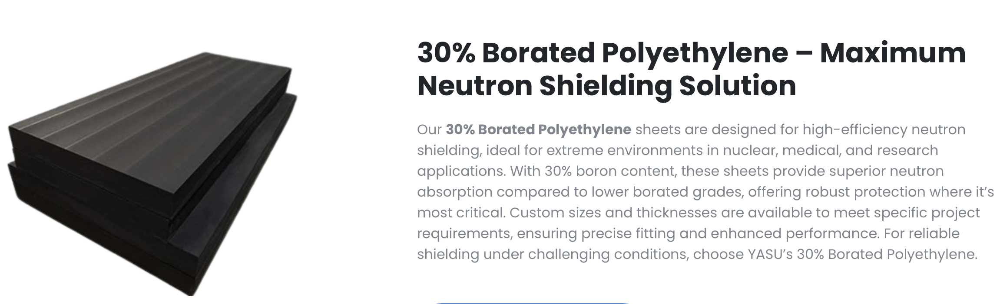 30% Borated Polyethylene – Maximum
Neutron Shielding Solution
Our 30% Borated Polyethylene sheets are designed for high-efficiency neutron
shielding, ideal for extreme environments in nuclear, medical, and research
applications. With 30% boron content, these sheets provide superior neutron
absorption compared to lower borated grades, offering robust protection where it’s
most critical. Custom sizes and thicknesses are available to meet specific project
requirements, ensuring precise fitting and enhanced performance. For reliable
shielding under challenging conditions, choose YASU’s 30% Borated Polyethylene.